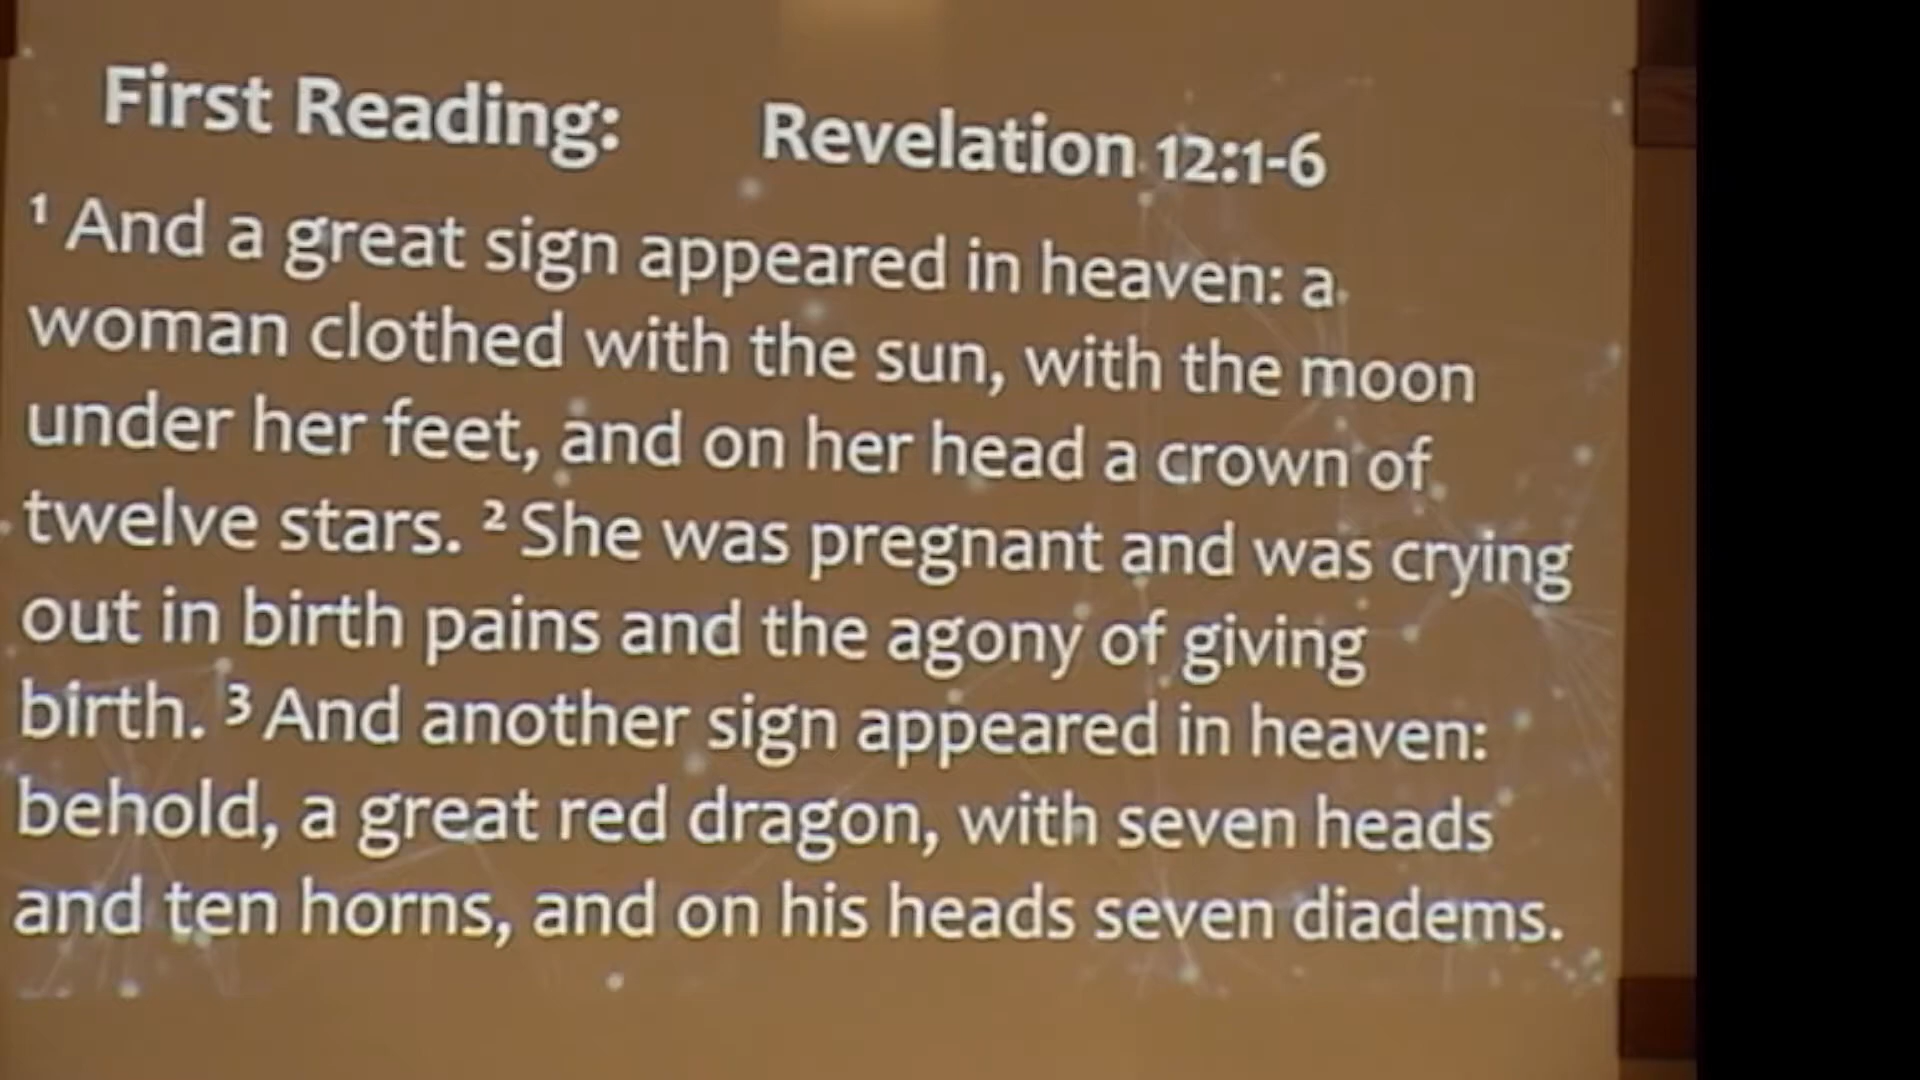 First Reading: Revelation 12:1-6
¹ And a great sign appeared in heaven: a
woman clothed with the sun, with the moon
under her feet, and on her head a crown of
twelve stars. ² She was pregnant and was crying
out in birth pains and the agony of giving
birth. ³ And another sign appeared in heaven:
behold, a great red dragon, with seven heads
and ten horns, and on his heads seven diadems.